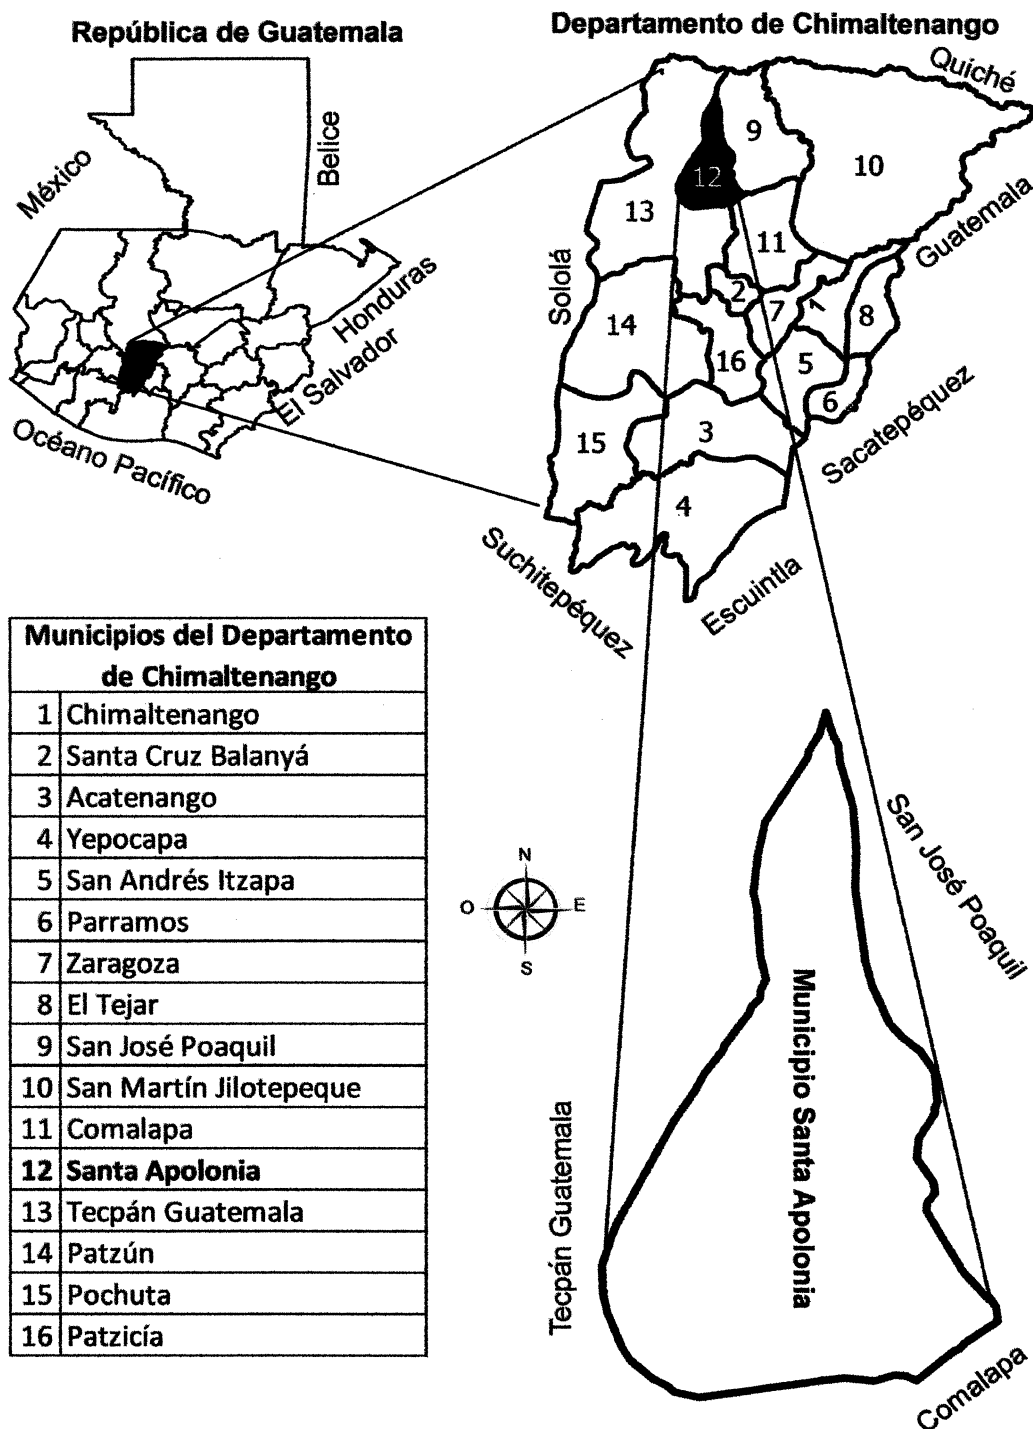 República de Guatemala
México
Belice
Honduras
El Salvador
Océano Pacífico
Departamento de Chimaltenango
Quiché
Guatemala
Sololá
Sacatepéquez
Suchitepéquez
Escuintla
9
10
12
13
11
2
7
1
8
14
16
5
6
15
3
4
Municipios del Departamento
de Chimaltenango
1 Chimaltenango
2 Santa Cruz Balanyá
3 Acatenango
4 Yepocapa
5 San Andrés Itzapa
6 Parramos
7 Zaragoza
8 El Tejar
9 San José Poaquil
10 San Martín Jilotepeque
11 Comalapa
12 Santa Apolonia
13 Tecpán Guatemala
14 Patzún
15 Pochuta
16 Patzicía
N
O
E
S
San José Poaquil
Municipio Santa Apolonia
Tecpán Guatemala
Comalapa